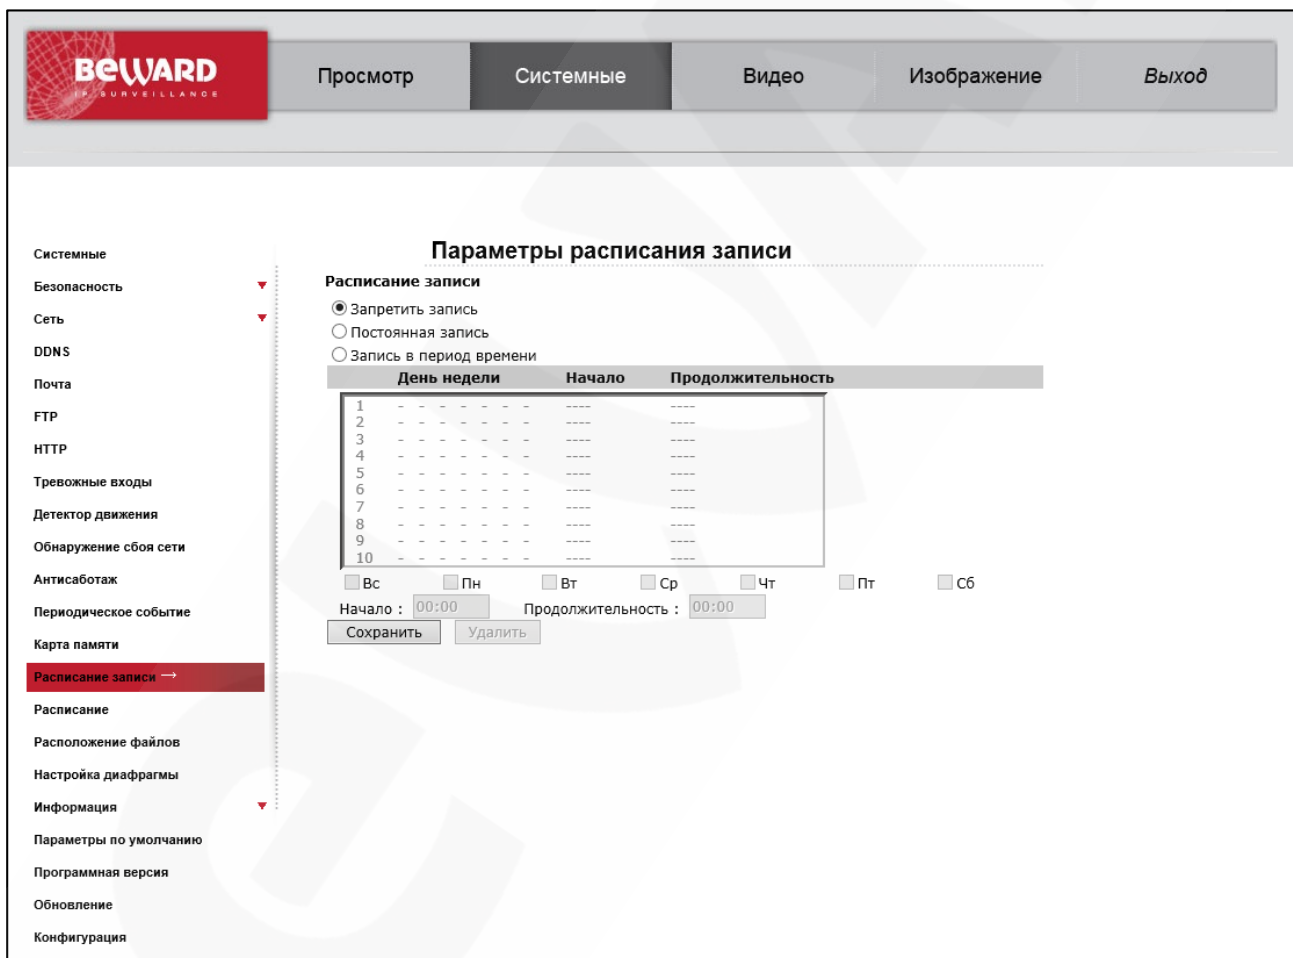 BEWARD
IP SURVEILLANCE
Просмотр
Системные
Видео
Изображение
Выход
Системные
Безопасность
Сеть
DDNS
Почта
FTP
HTTP
Тревожные входы
Детектор движения
Обнаружение сбоя сети
Антисаботаж
Периодическое событие
Карта памяти
Расписание записи →
Расписание
Расположение файлов
Настройка диафрагмы
Информация
Параметры по умолчанию
Программная версия
Обновление
Конфигурация
Параметры расписания записи
Расписание записи
Запретить запись
Постоянная запись
Запись в период времени
День недели Начало Продолжительность
1 - - - - - - - ---- ----
2 - - - - - - - ---- ----
3 - - - - - - - ---- ----
4 - - - - - - - ---- ----
5 - - - - - - - ---- ----
6 - - - - - - - ---- ----
7 - - - - - - - ---- ----
8 - - - - - - - ---- ----
9 - - - - - - - ---- ----
10 - - - - - - - ---- ----
Вс Пн Вт Ср Чт Пт Сб
Начало : 00:00 Продолжительность : 00:00
Сохранить Удалить